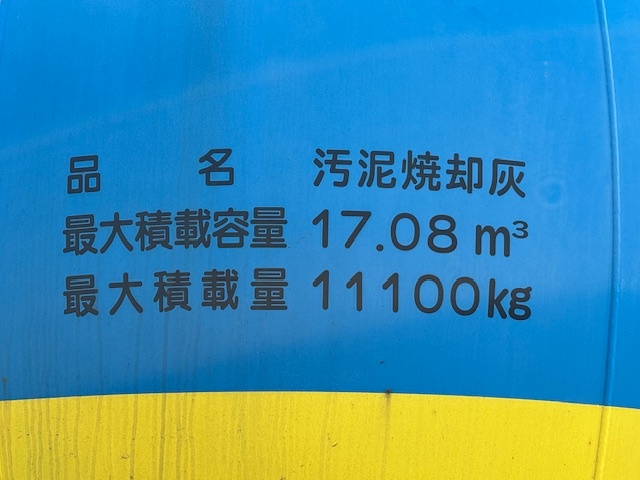 品名 汚泥焼却灰
最大積載容量 17.08 m³
最大積載量 11100kg